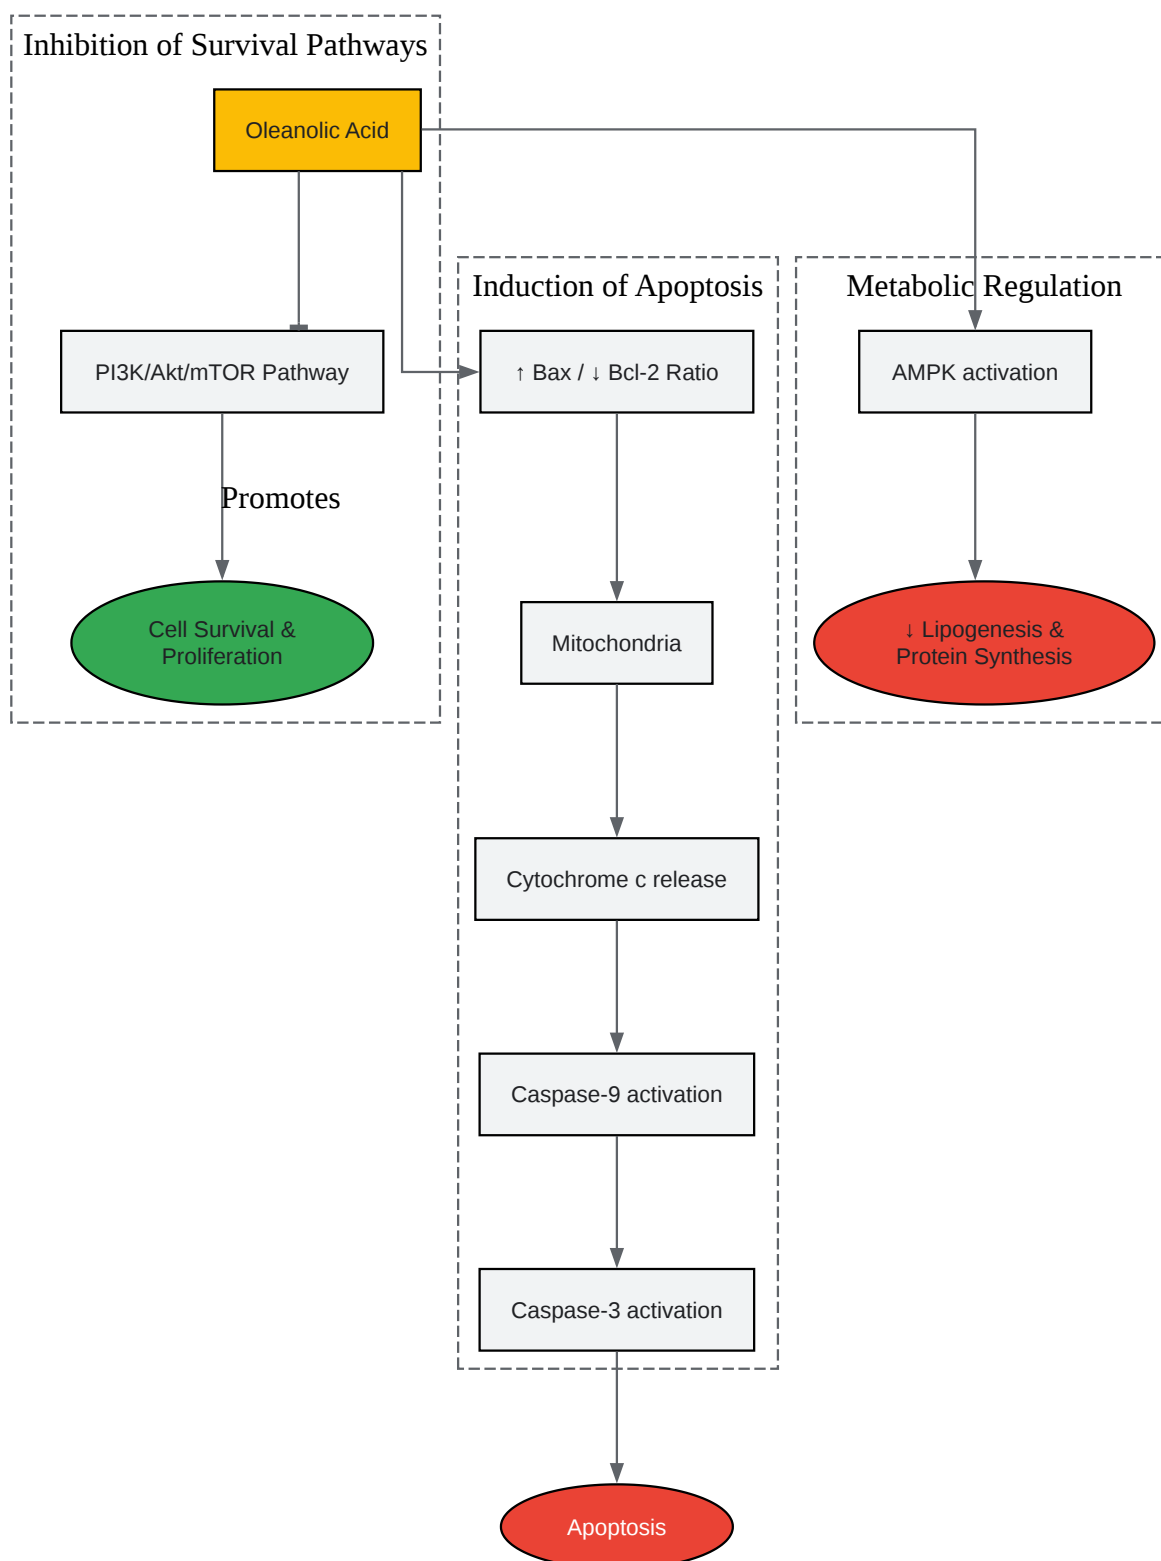 Inhibition of Survival Pathways
Oleanolic Acid
Induction of Apoptosis
Metabolic Regulation
PI3K/Akt/mTOR Pathway
↑ Bax / ↓ Bcl-2 Ratio
AMPK activation
Promotes
Cell Survival &
Proliferation
Mitochondria
↓ Lipogenesis &
Protein Synthesis
Cytochrome c release
Caspase-9 activation
Caspase-3 activation
Apoptosis